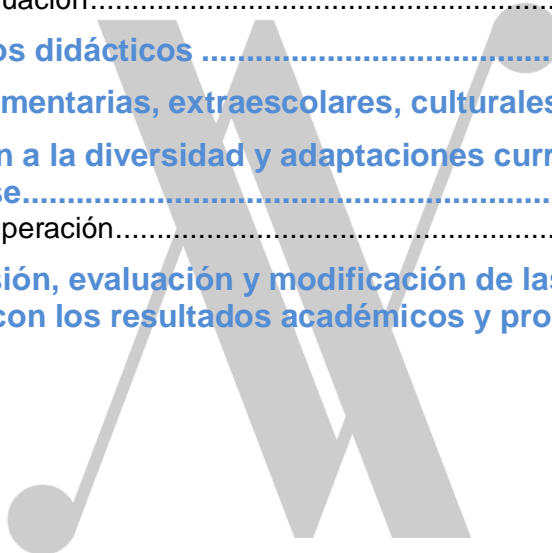 uación..........................................................
os didácticos .............................................
mentarias, extraescolares, culturales
n a la diversidad y adaptaciones curr
se...................................................................
peración......................................................
sión, evaluación y modificación de las
con los resultados académicos y pro